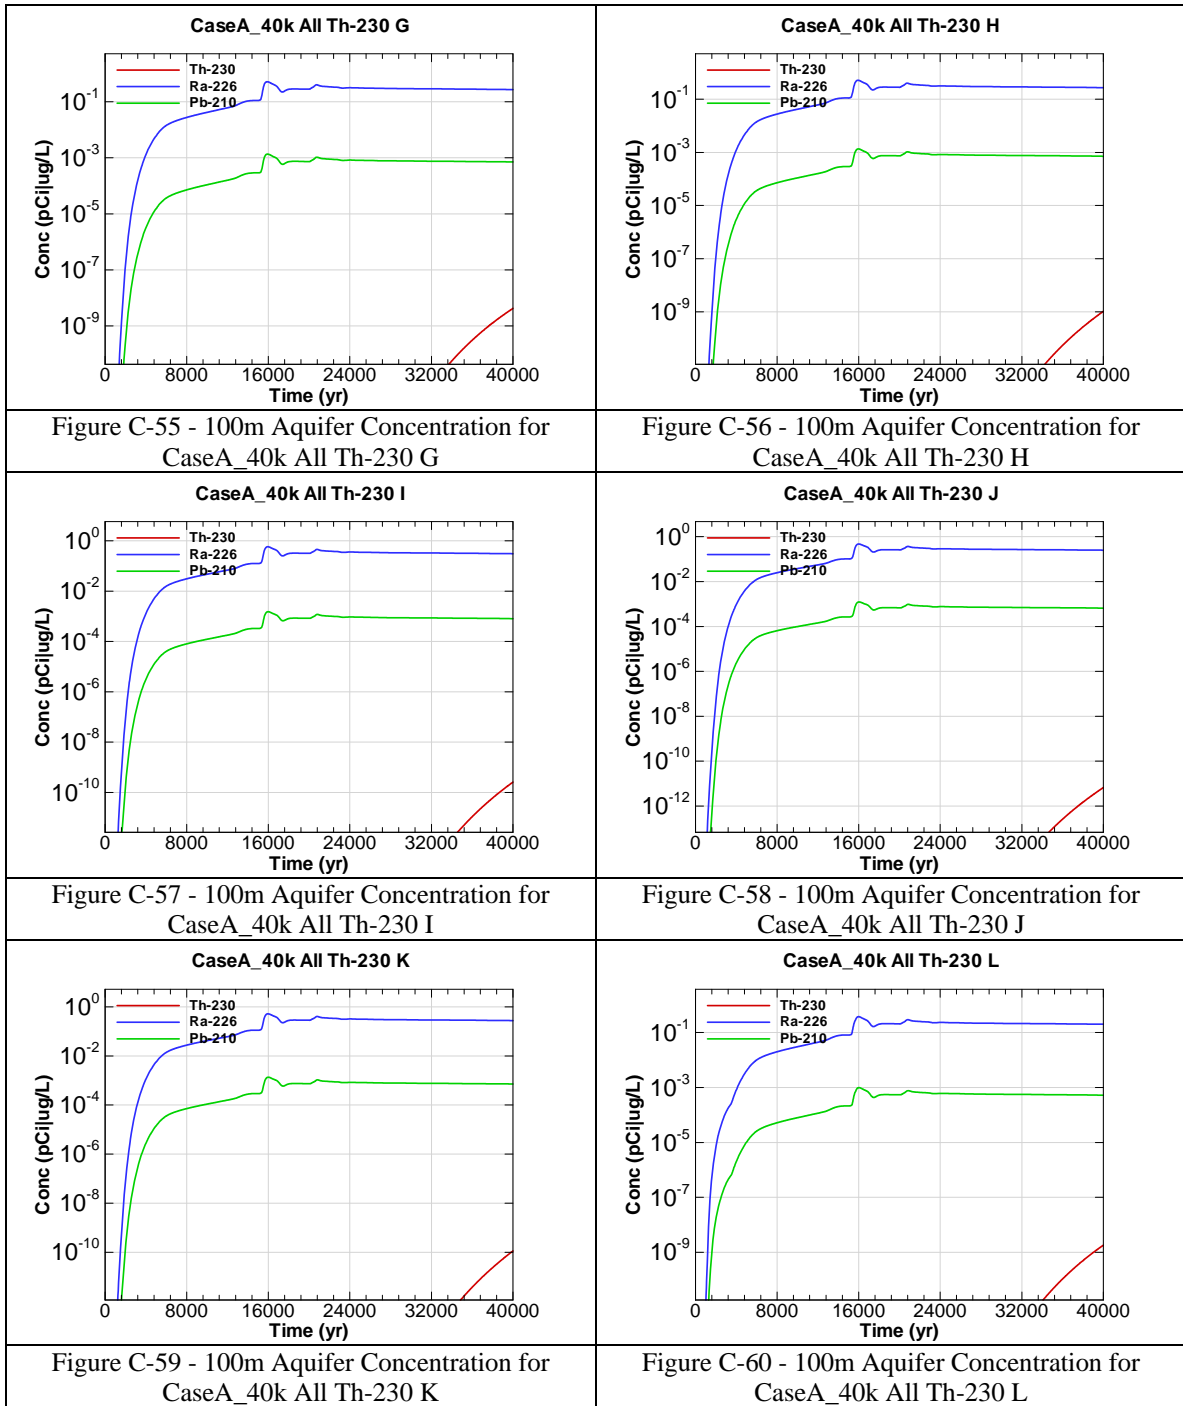 CaseA_40k All Th-230 G
Th-230
Ra-226
Pb-210
Conc (pCi|ug/L)
10-1
10-3
10-5
10-7
10-9
0 8000 16000 24000 32000 40000
Time (yr)
Figure C-55 - 100m Aquifer Concentration for
CaseA_40k All Th-230 G
CaseA_40k All Th-230 H
Th-230
Ra-226
Pb-210
Conc (pCi|ug/L)
10-1
10-3
10-5
10-7
10-9
0 8000 16000 24000 32000 40000
Time (yr)
Figure C-56 - 100m Aquifer Concentration for
CaseA_40k All Th-230 H
CaseA_40k All Th-230 I
Th-230
Ra-226
Pb-210
Conc (pCi|ug/L)
100
10-2
10-4
10-6
10-8
10-10
0 8000 16000 24000 32000 40000
Time (yr)
Figure C-57 - 100m Aquifer Concentration for
CaseA_40k All Th-230 I
CaseA_40k All Th-230 J
Th-230
Ra-226
Pb-210
Conc (pCi|ug/L)
100
10-2
10-4
10-6
10-8
10-10
10-12
0 8000 16000 24000 32000 40000
Time (yr)
Figure C-58 - 100m Aquifer Concentration for
CaseA_40k All Th-230 J
CaseA_40k All Th-230 K
Th-230
Ra-226
Pb-210
Conc (pCi|ug/L)
100
10-2
10-4
10-6
10-8
10-10
0 8000 16000 24000 32000 40000
Time (yr)
Figure C-59 - 100m Aquifer Concentration for
CaseA_40k All Th-230 K
CaseA_40k All Th-230 L
Th-230
Ra-226
Pb-210
Conc (pCi|ug/L)
10-1
10-3
10-5
10-7
10-9
0 8000 16000 24000 32000 40000
Time (yr)
Figure C-60 - 100m Aquifer Concentration for
CaseA_40k All Th-230 L